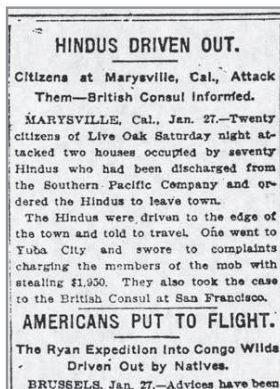 HINDUS DRIVEN OUT.
Citizens at Marysville, Cal., Attack
Them—British Consul Informed.
MARYSVILLE, Cal., Jan. 27.—Twenty
citizens of Live Oak Saturday night at-
tacked two houses occupied by seventy
Hindus who had been discharged from
the Southern Pacific Company and or-
dered the Hindus to leave town.
The Hindus were driven to the edge of
the town and told to travel. One went to
Yuba City and swore to complaints
charging the members of the mob with
stealing $1,950. They also took the case
to the British Consul at San Francisco.
AMERICANS PUT TO FLIGHT.
The Ryan Expedition Into Congo Wilds
Driven Out by Natives.
BRUSSELS, Jan. 27.—Advices have been